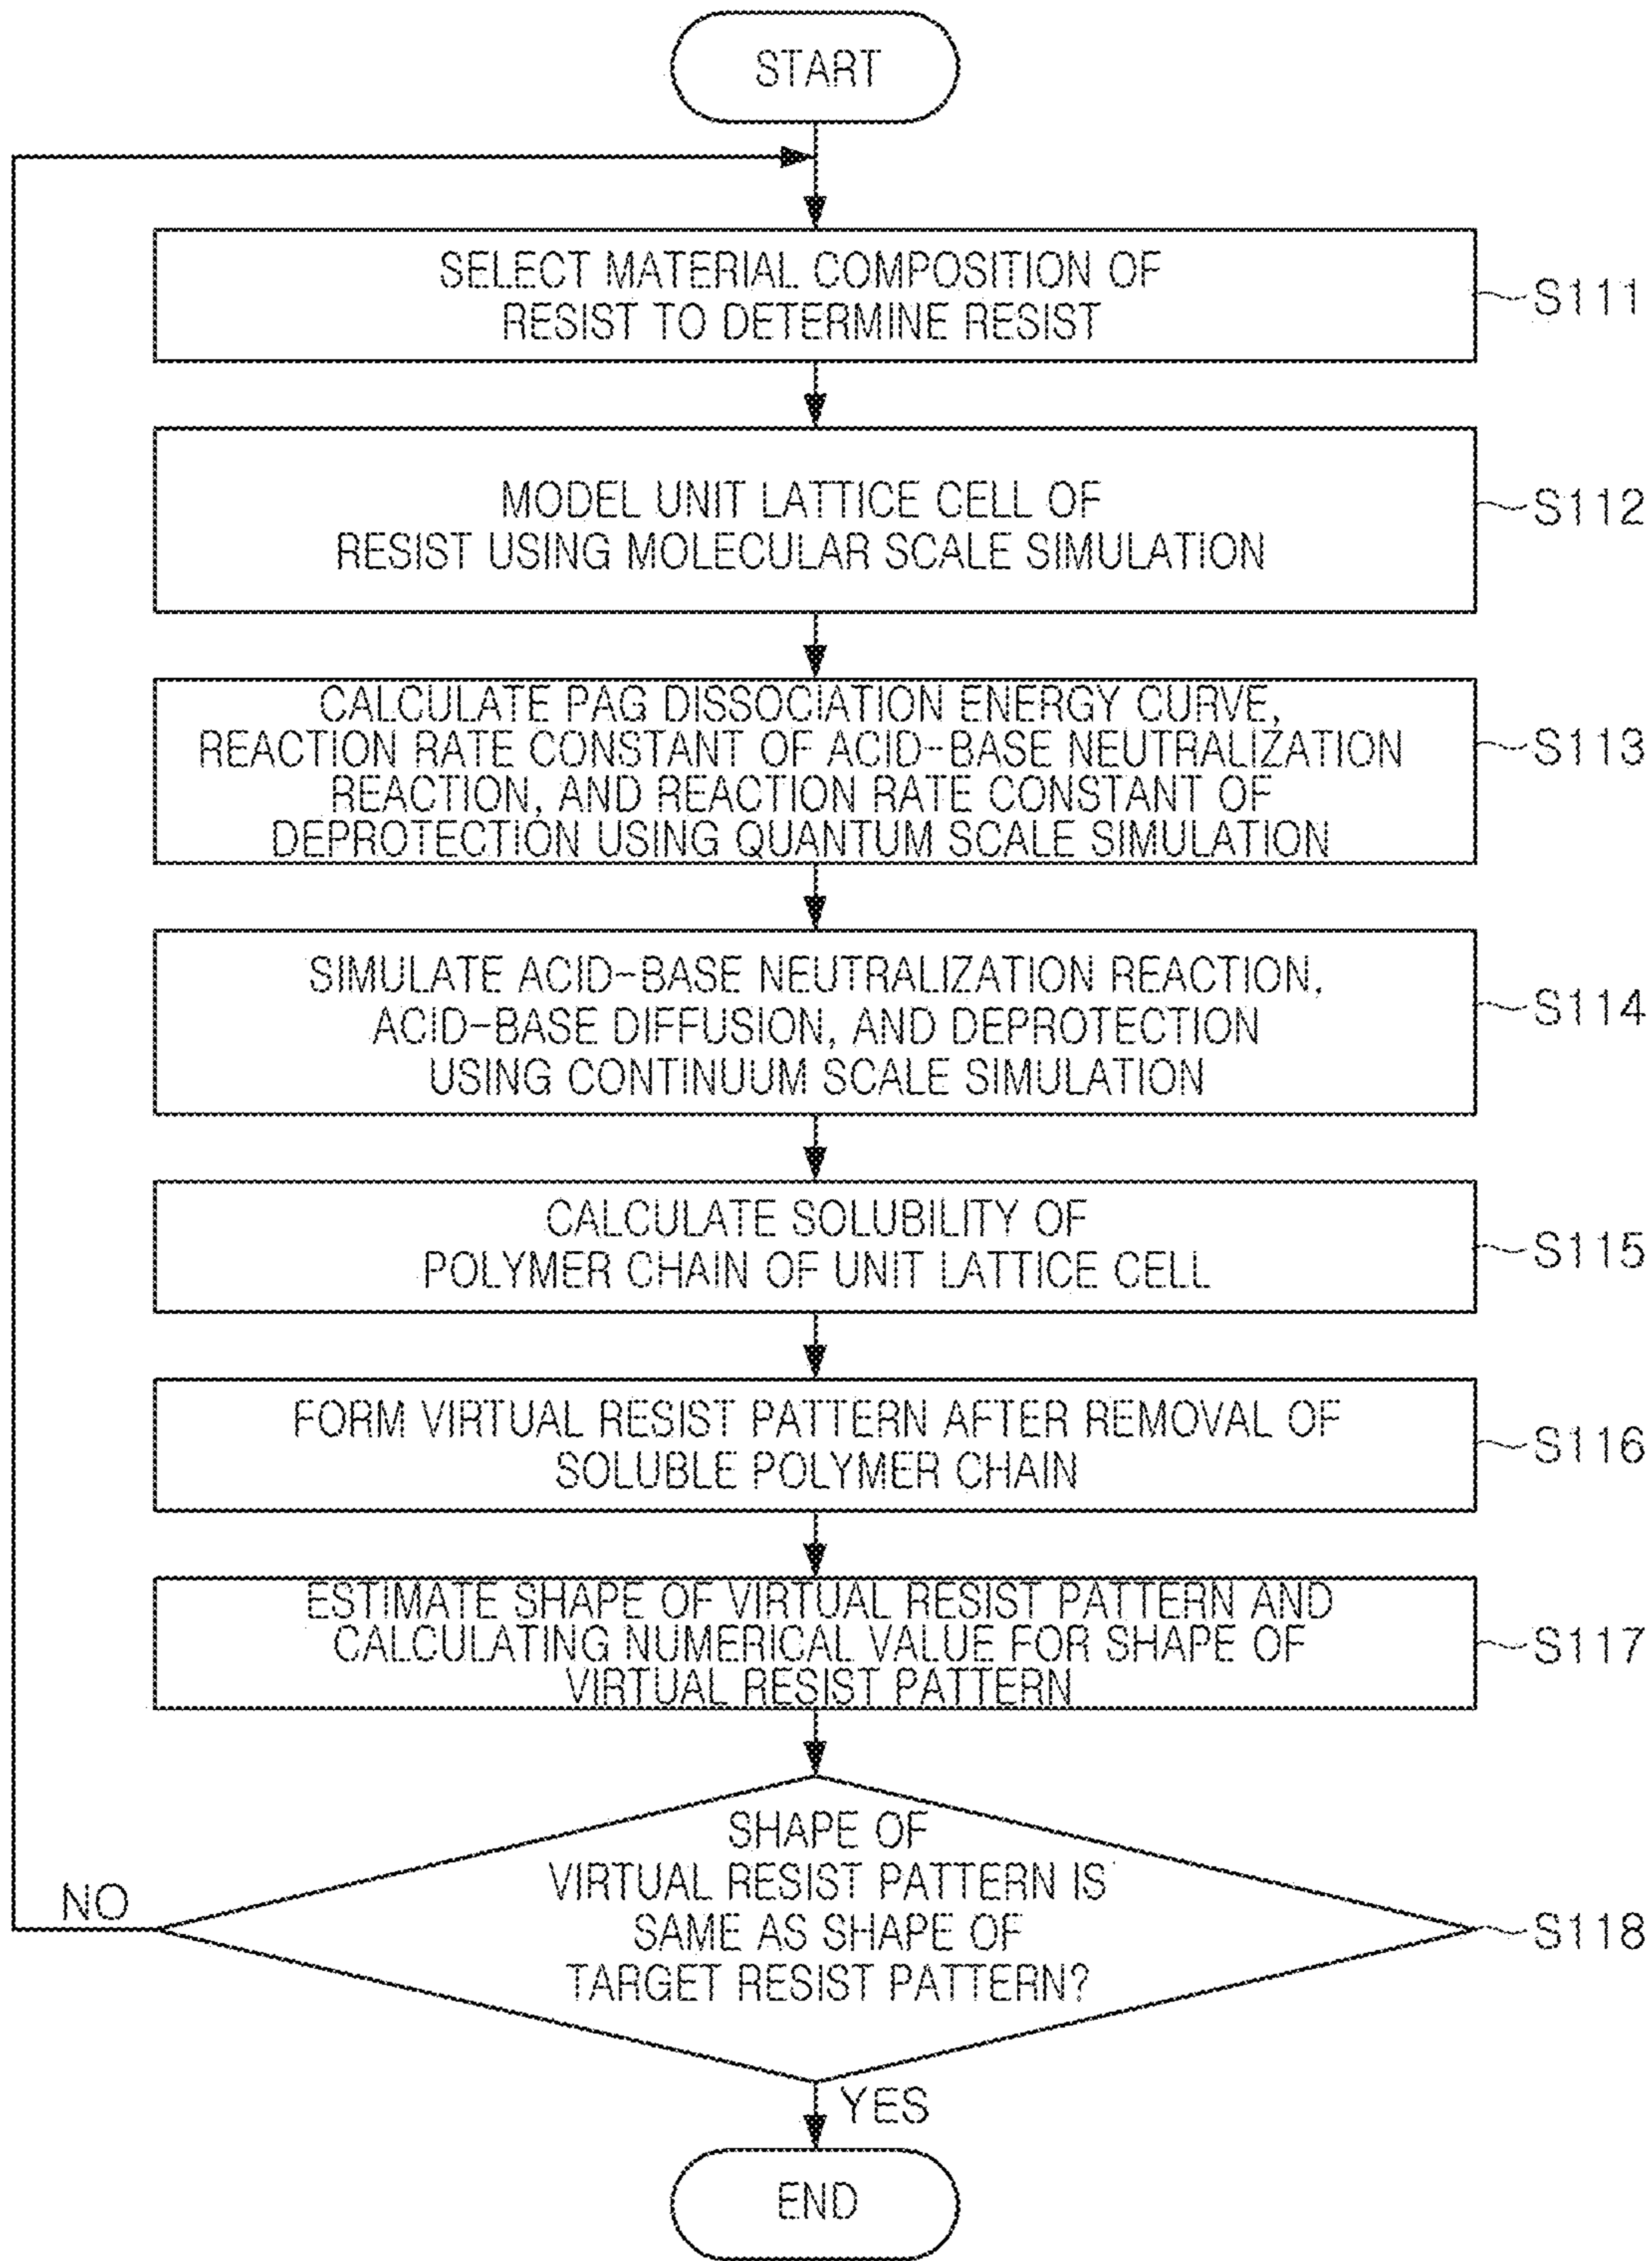 START
SELECT MATERIAL COMPOSITION OF
RESIST TO DETERMINE RESIST
S111
MODEL UNIT LATTICE CELL OF
RESIST USING MOLECULAR SCALE SIMULATION
S112
CALCULATE PAG DISSOCIATION ENERGY CURVE,
REACTION RATE CONSTANT OF ACID-BASE NEUTRALIZATION
REACTION, AND REACTION RATE CONSTANT OF
DEPROTECTION USING QUANTUM SCALE SIMULATION
S113
SIMULATE ACID-BASE NEUTRALIZATION REACTION,
ACID-BASE DIFFUSION, AND DEPROTECTION
USING CONTINUUM SCALE SIMULATION
S114
CALCULATE SOLUBILITY OF
POLYMER CHAIN OF UNIT LATTICE CELL
S115
FORM VIRTUAL RESIST PATTERN AFTER REMOVAL OF
SOLUBLE POLYMER CHAIN
S116
ESTIMATE SHAPE OF VIRTUAL RESIST PATTERN AND
CALCULATING NUMERICAL VALUE FOR SHAPE OF
VIRTUAL RESIST PATTERN
S117
SHAPE OF
VIRTUAL RESIST PATTERN IS
SAME AS SHAPE OF
TARGET RESIST PATTERN?
NO
S118
YES
END